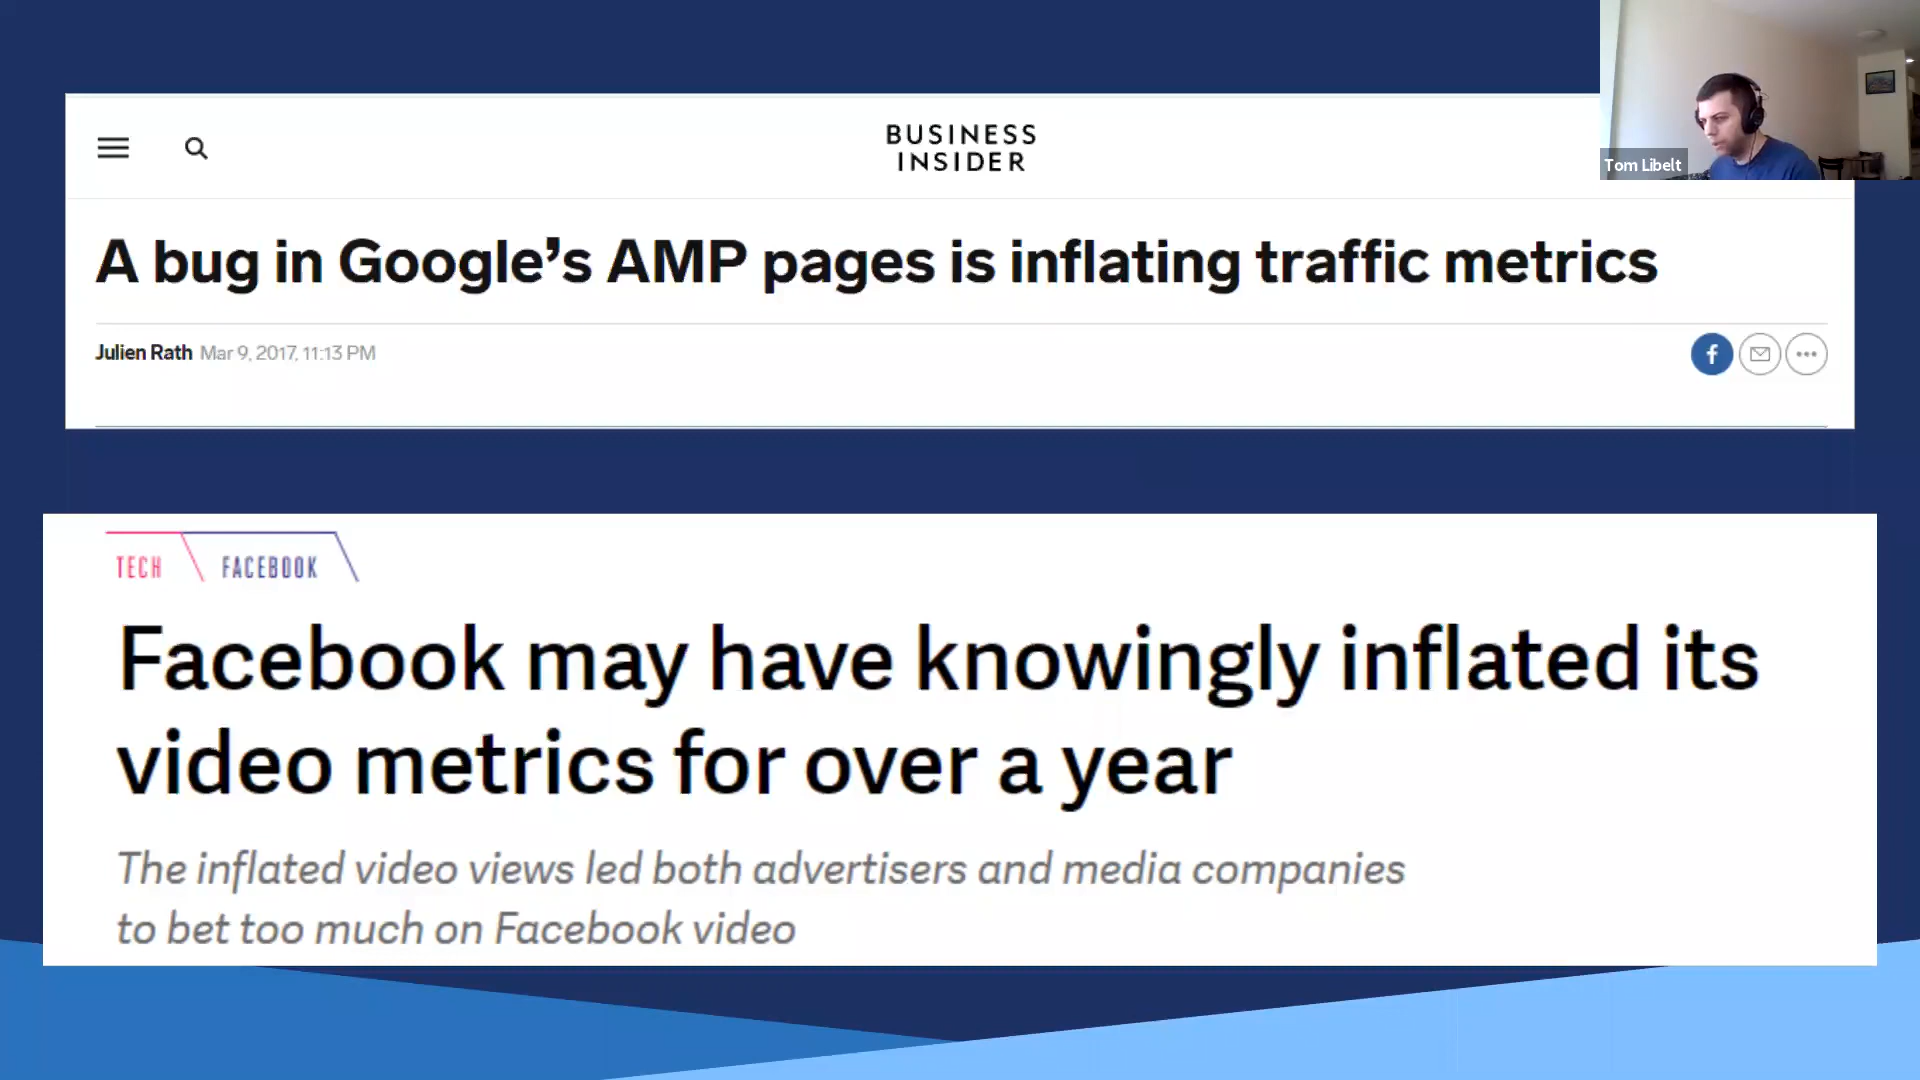 BUSINESS
INSIDER
Tom Libelt
A bug in Google’s AMP pages is inflating traffic metrics
Julien Rath Mar 9, 2017, 11:13 PM
f
TECH FACEBOOK
Facebook may have knowingly inflated its
video metrics for over a year
The inflated video views led both advertisers and media companies
to bet too much on Facebook video